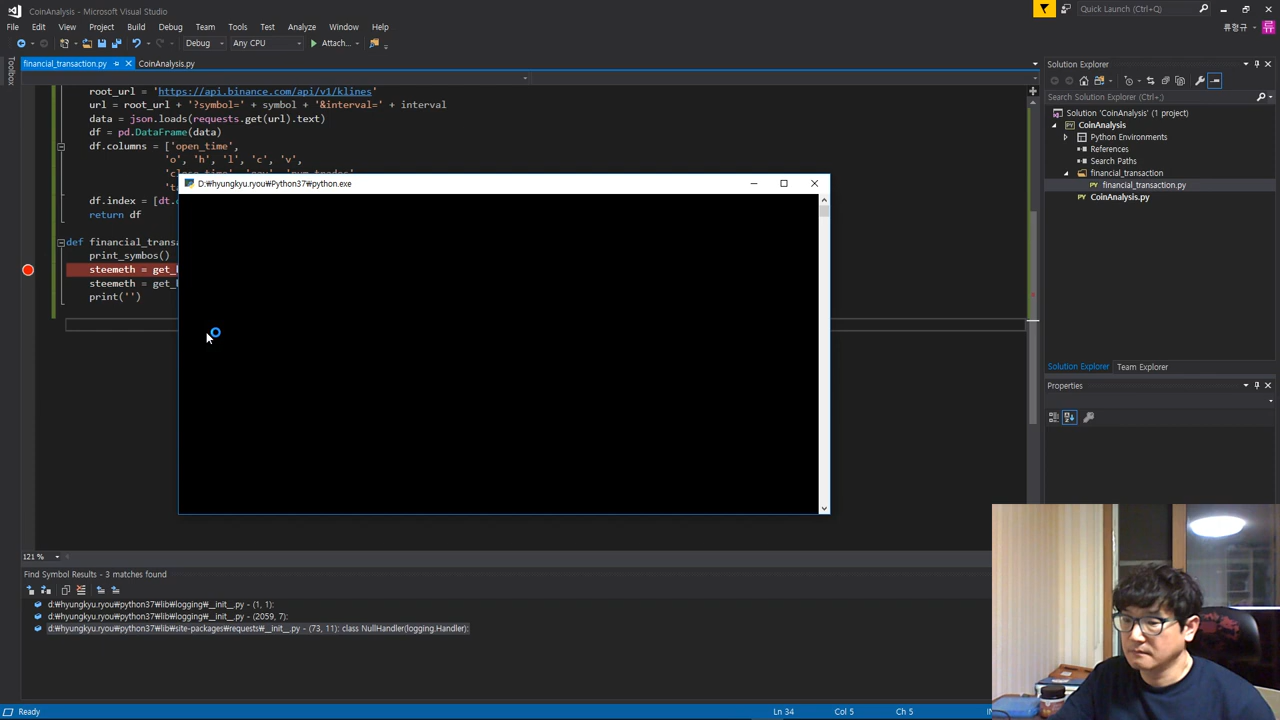 CoinAnalysis - Microsoft Visual Studio
Quick Launch (Ctrl+Q)
File Edit View Project Build Debug Team Test Tools Analyze Window Help
류형규
Debug Any CPU Attach...
Toolbox
financial_transaction.py CoinAnalysis.py
root_url = 'https://api.binance.com/api/v1/klines'
url = root_url + '?symbol=' + symbol + '&interval=' + interval
data = json.loads(requests.get(url).text)
df = pd.DataFrame(data)
df.columns = ['open_time',
'o', 'h', 'l', 'c', 'v',
df.index = [dt.
return df
def financial_transa
print_symbos()
steemeth = get_
steemeth = get_
print('')
D:₩hyungkyu.ryou₩Python37₩python.exe
121 %
Find Symbol Results - 3 matches found
d:₩hyungkyu.ryou₩python37₩lib₩logging₩__init__.py - (1, 1):
d:₩hyungkyu.ryou₩python37₩lib₩logging₩__init__.py - (2059, 7):
d:₩hyungkyu.ryou₩python37₩lib₩site-packages₩requests₩__init__.py - (73, 11): class NullHandler(logging.Handler):
Ready
Ln 34 Col 5 Ch 5
Solution Explorer
Search Solution Explorer (Ctrl+;)
Solution 'CoinAnalysis' (1 project)
CoinAnalysis
Python Environments
References
Search Paths
financial_transaction
financial_transaction.py
CoinAnalysis.py
Solution Explorer Team Explorer
Properties